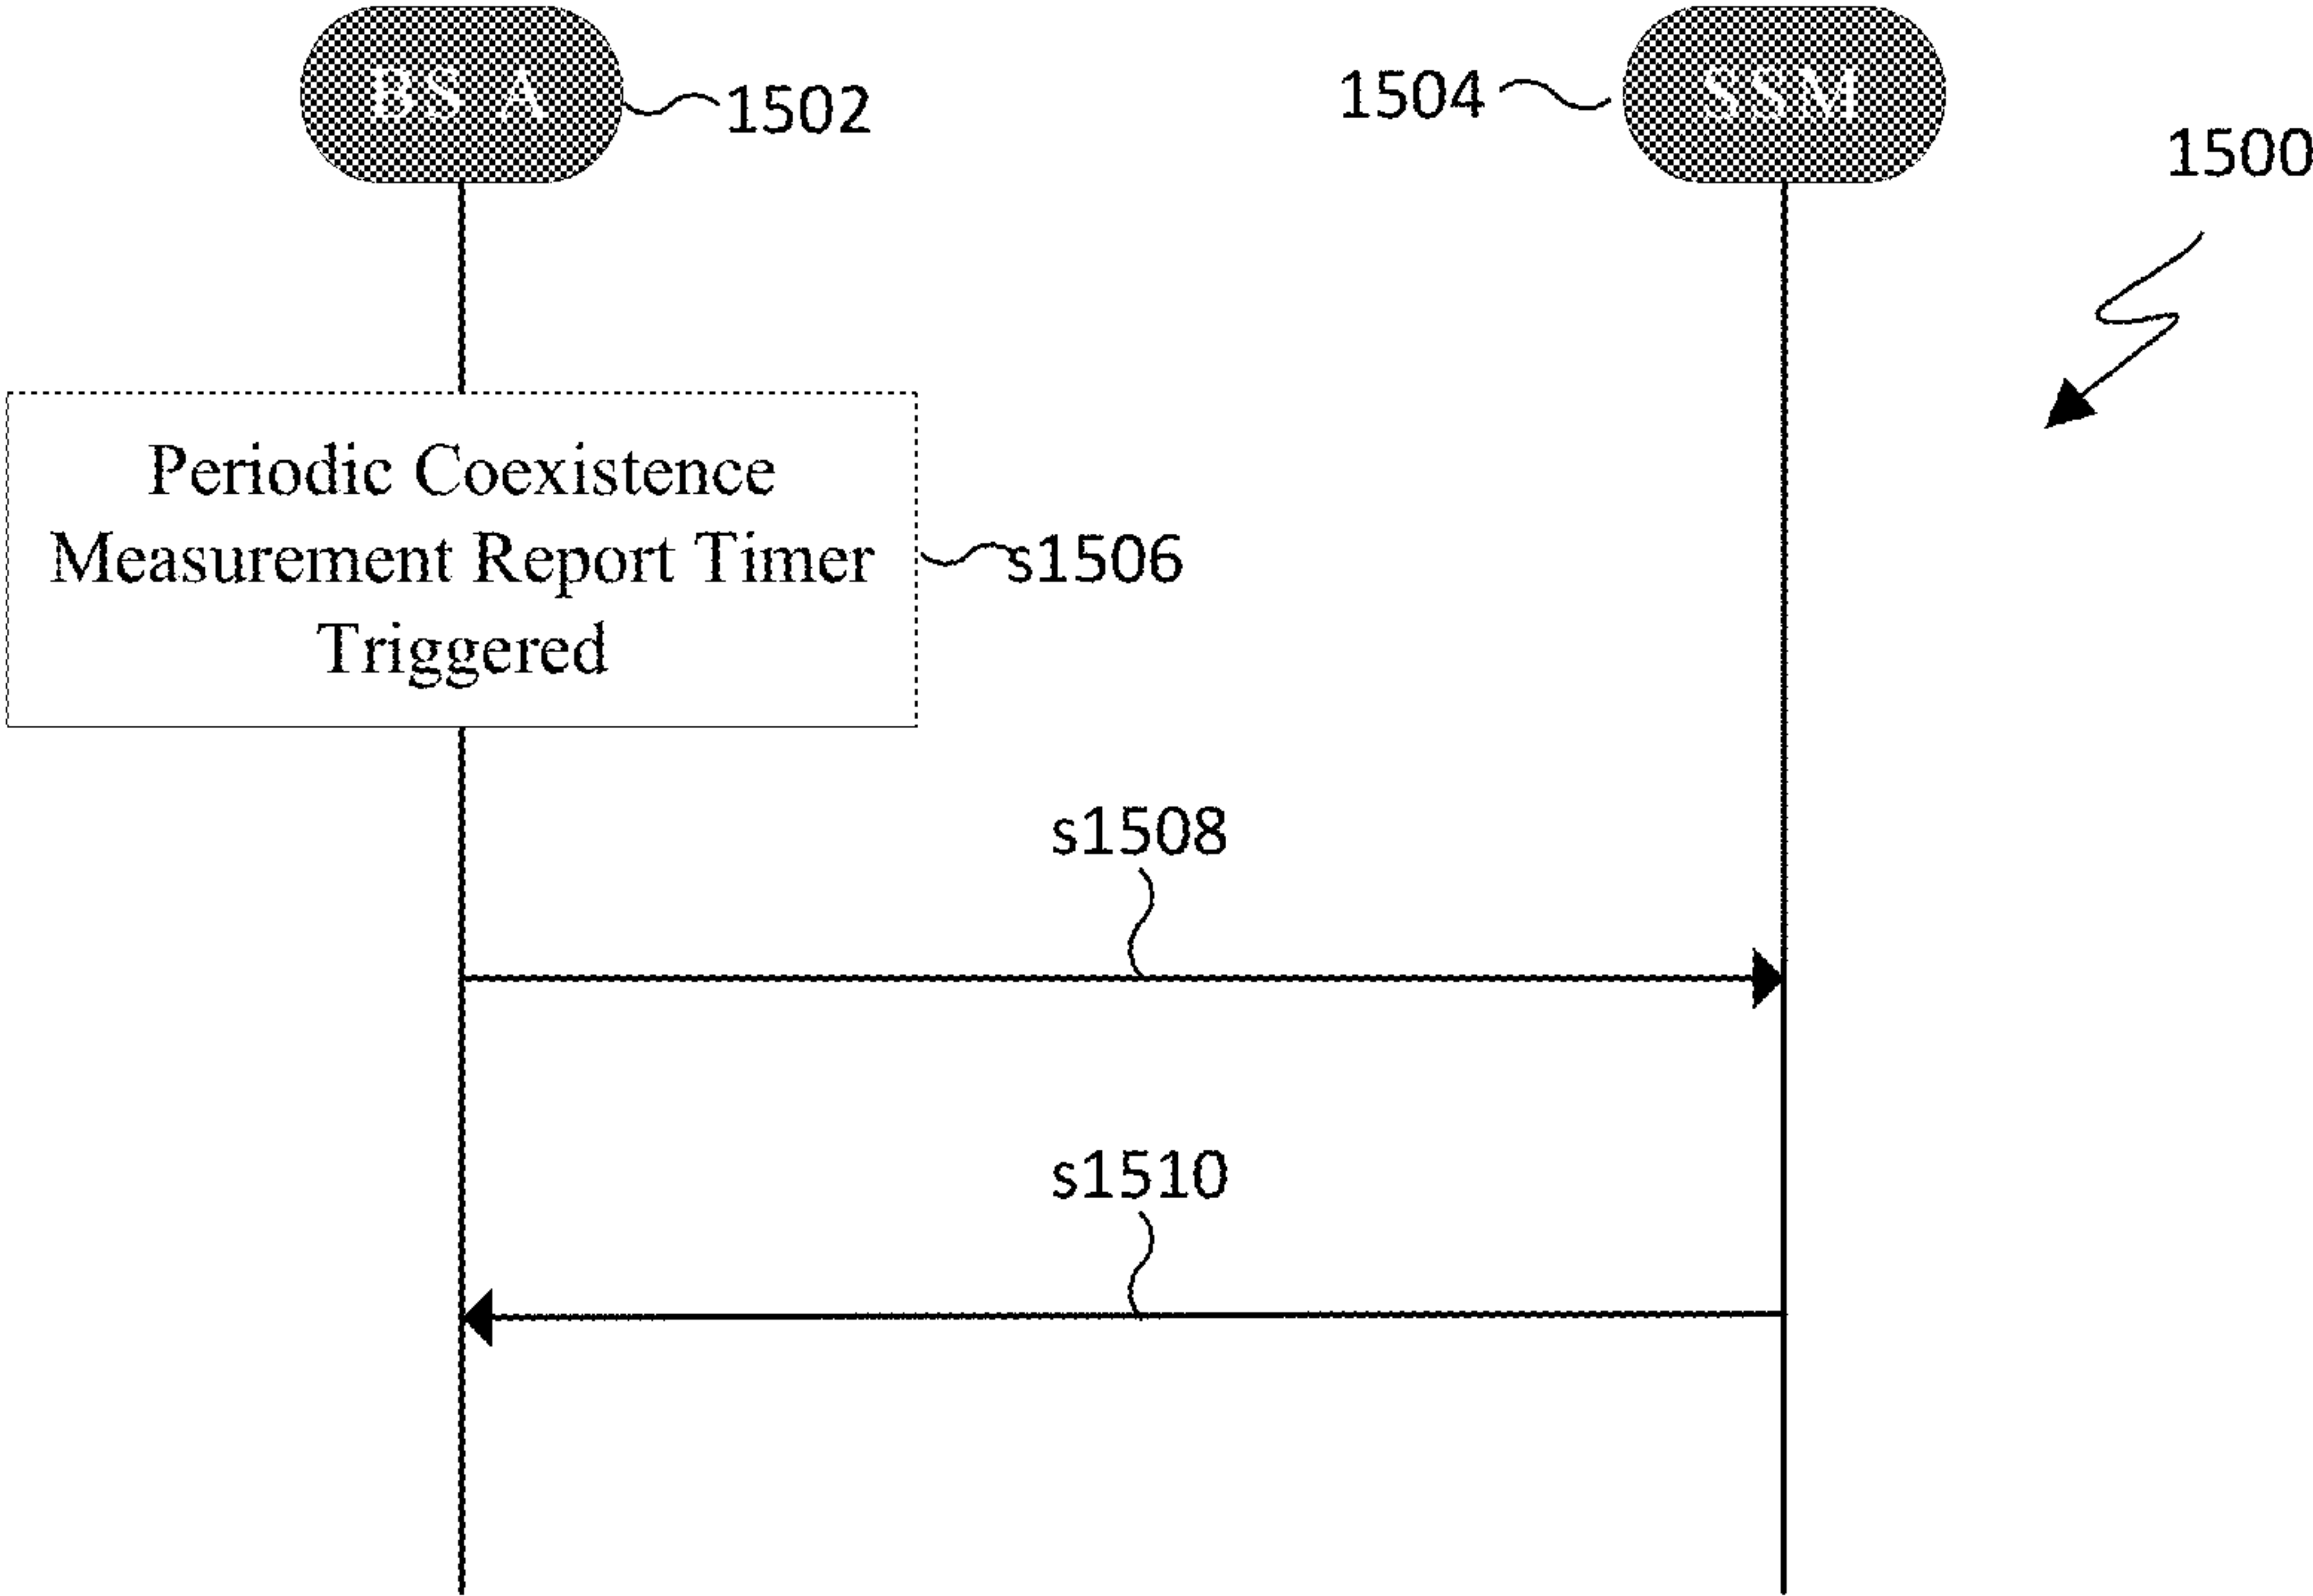 BS A
1502
1504
SSM
1500
Periodic Coexistence
Measurement Report Timer
Triggered
s1506
s1508
s1510